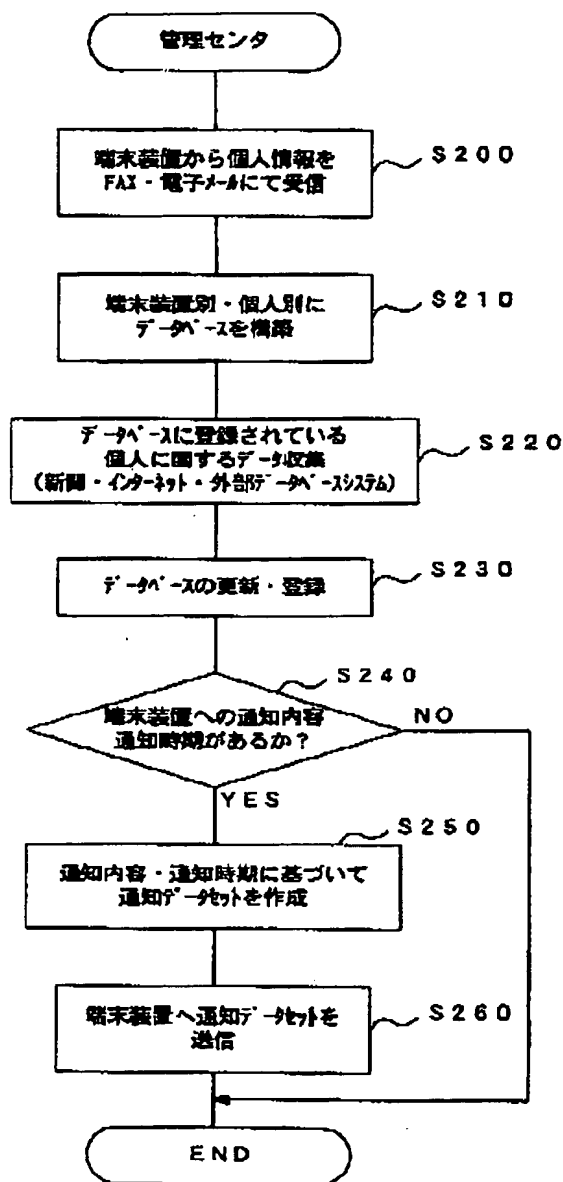 管理センタ
端末装置から個人情報を
FAX・電子メールにて受信
S200
端末装置別・個人別に
データベースを構築
S210
データベースに登録されている
個人に関するデータ収集
(新聞・インターネット・外部データベースシステム)
S220
データベースの更新・登録
S230
S240
端末装置への通知内容
通知時期があるか?
NO
YES
S250
通知内容・通知時期に基づいて
通知データセットを作成
端末装置へ通知データセットを
送信
S260
END